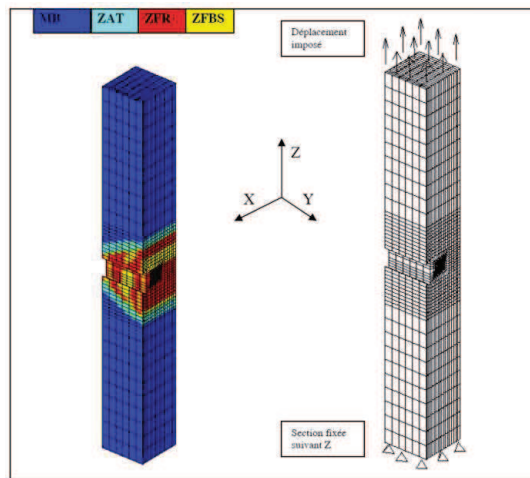 MB ZAT ZFR ZFBS
Déplacement
imposé
Z
X Y
Section fixée
suivant Z